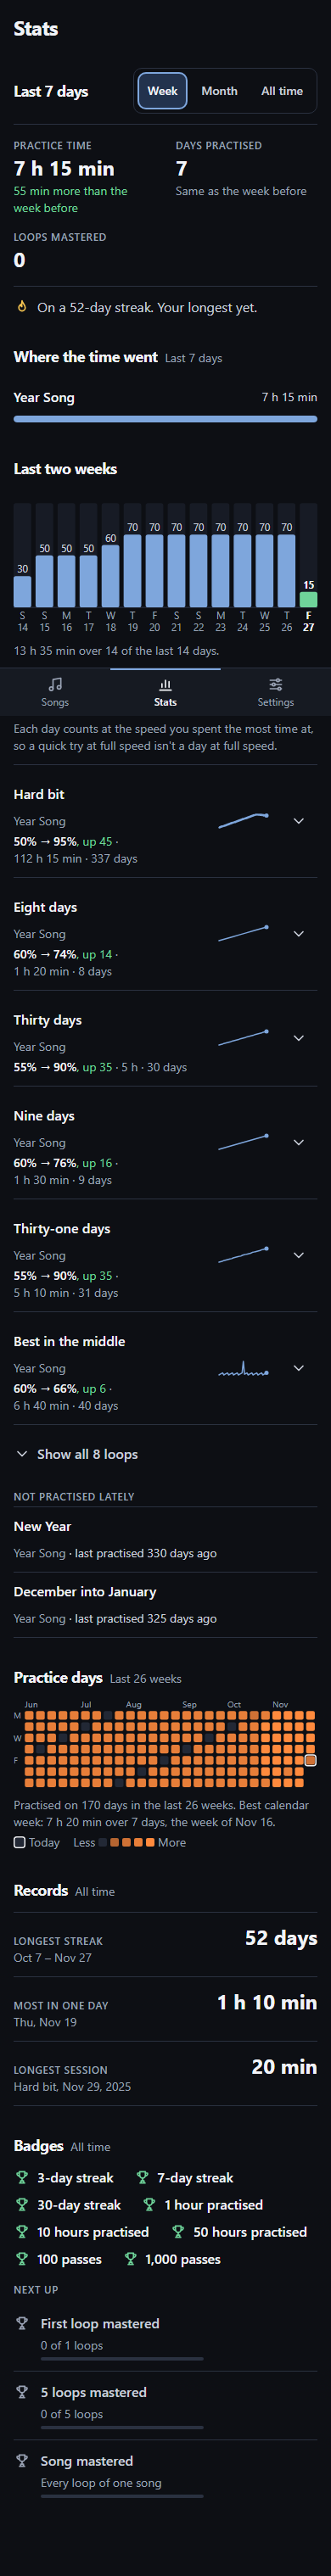 Stats
Last 7 days
Week Month All time
PRACTICE TIME
7 h 15 min
55 min more than the
week before
DAYS PRACTISED
7
Same as the week before
LOOPS MASTERED
0
On a 52-day streak. Your longest yet.
Where the time went Last 7 days
Year Song 7 h 15 min
Last two weeks
30 50 50 50 60 70 70 70 70 70 70 70 70 15
S S M T W T F S S M T W T F
14 15 16 17 18 19 20 21 22 23 24 25 26 27
13 h 35 min over 14 of the last 14 days.
Songs Stats Settings
Each day counts at the speed you spent the most time at,
so a quick try at full speed isn't a day at full speed.
Hard bit
Year Song
50% → 95%, up 45 ·
112 h 15 min · 337 days
Eight days
Year Song
60% → 74%, up 14 ·
1 h 20 min · 8 days
Thirty days
Year Song
55% → 90%, up 35 · 5 h · 30 days
Nine days
Year Song
60% → 76%, up 16 ·
1 h 30 min · 9 days
Thirty-one days
Year Song
55% → 90%, up 35 ·
5 h 10 min · 31 days
Best in the middle
Year Song
60% → 66%, up 6 ·
6 h 40 min · 40 days
Show all 8 loops
NOT PRACTISED LATELY
New Year
Year Song · last practised 330 days ago
December into January
Year Song · last practised 325 days ago
Practice days Last 26 weeks
Jun Jul Aug Sep Oct Nov
M
W
F
Practised on 170 days in the last 26 weeks. Best calendar
week: 7 h 20 min over 7 days, the week of Nov 16.
Today Less More
Records All time
LONGEST STREAK 52 days
Oct 7 – Nov 27
MOST IN ONE DAY 1 h 10 min
Thu, Nov 19
LONGEST SESSION 20 min
Hard bit, Nov 29, 2025
Badges All time
3-day streak 7-day streak
30-day streak 1 hour practised
10 hours practised 50 hours practised
100 passes 1,000 passes
NEXT UP
First loop mastered
0 of 1 loops
5 loops mastered
0 of 5 loops
Song mastered
Every loop of one song